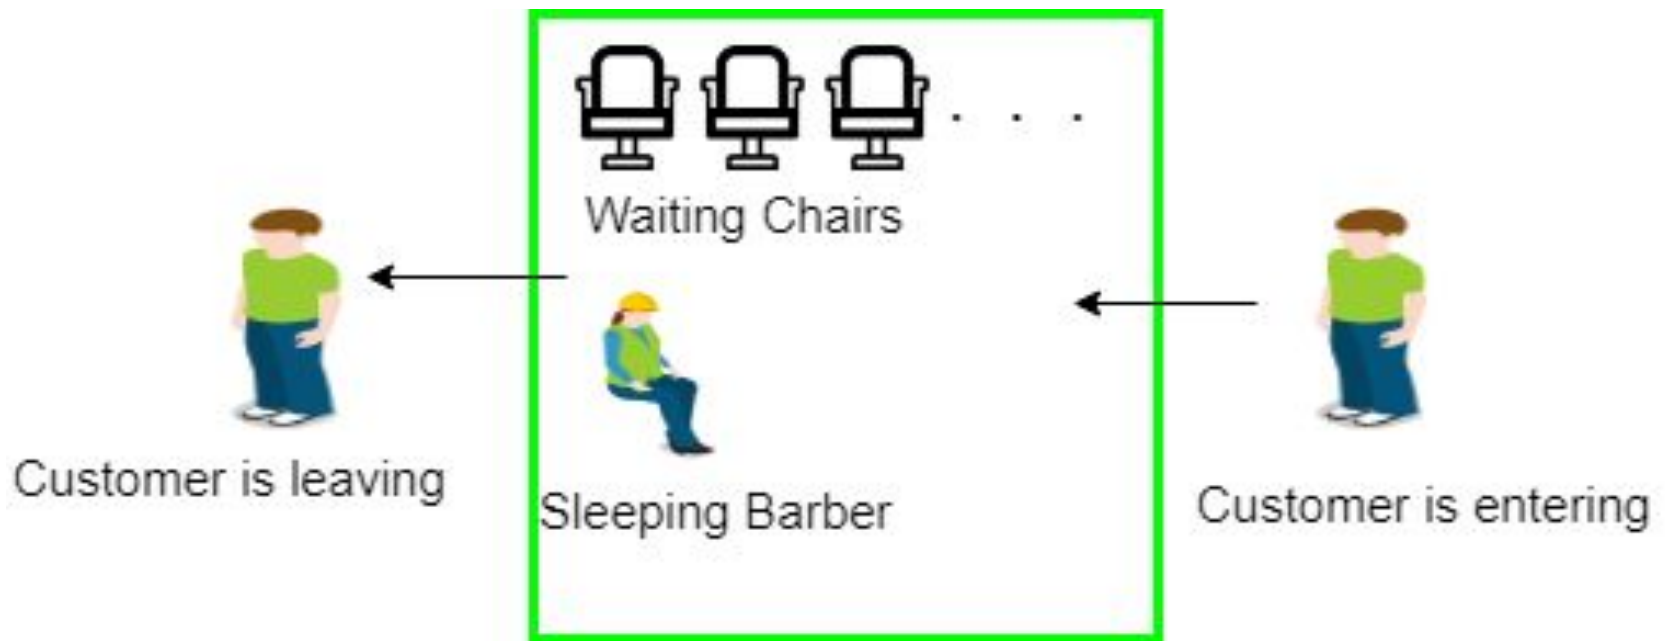 . . .
Waiting Chairs
Customer is leaving
Sleeping Barber
Customer is entering